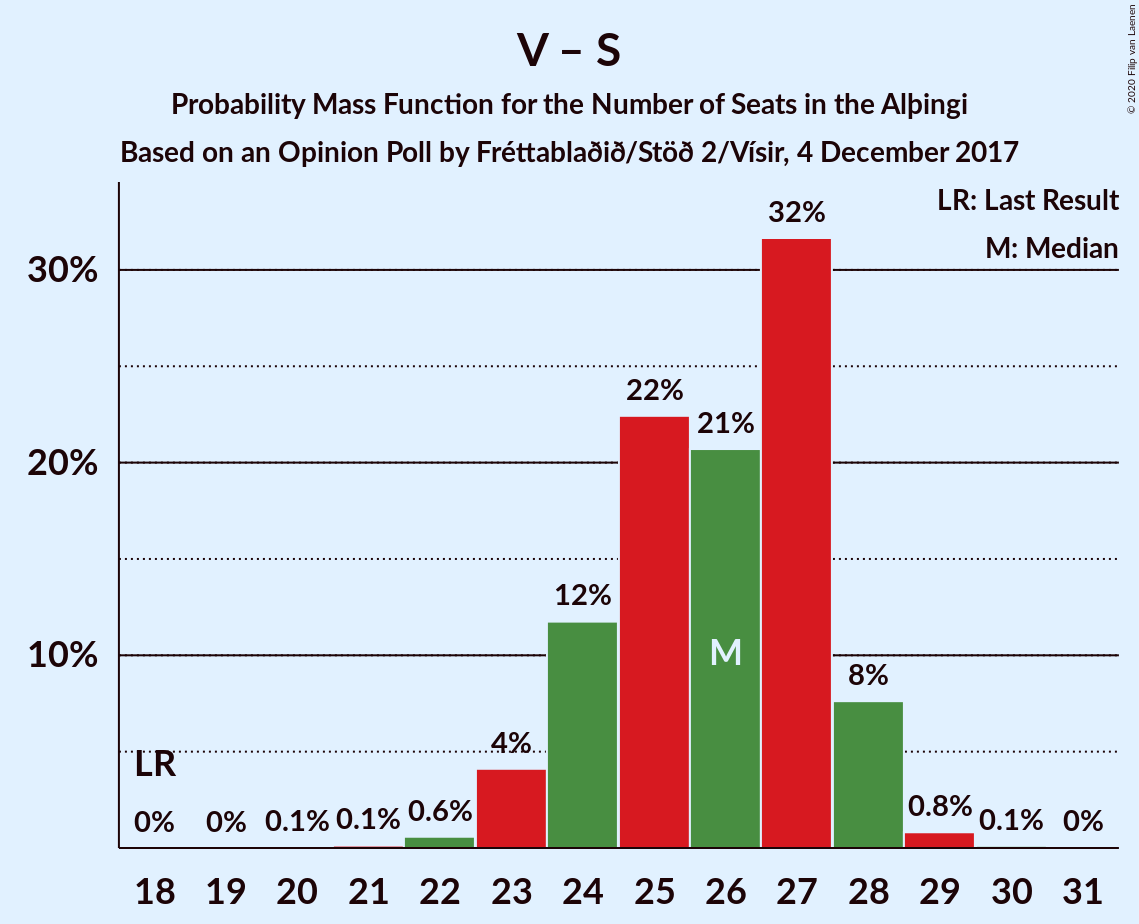 V – S
Probability Mass Function for the Number of Seats in the Alþingi
Based on an Opinion Poll by Fréttablaðið/Stöð 2/Vísir, 4 December 2017
© 2020 Filip van Laenen
LR: Last Result
M: Median
30%
20%
10%
LR
0%
0%
0.1%
0.1%
0.6%
4%
12%
22%
21%
32%
8%
0.8%
0.1%
0%
M
18 19 20 21 22 23 24 25 26 27 28 29 30 31